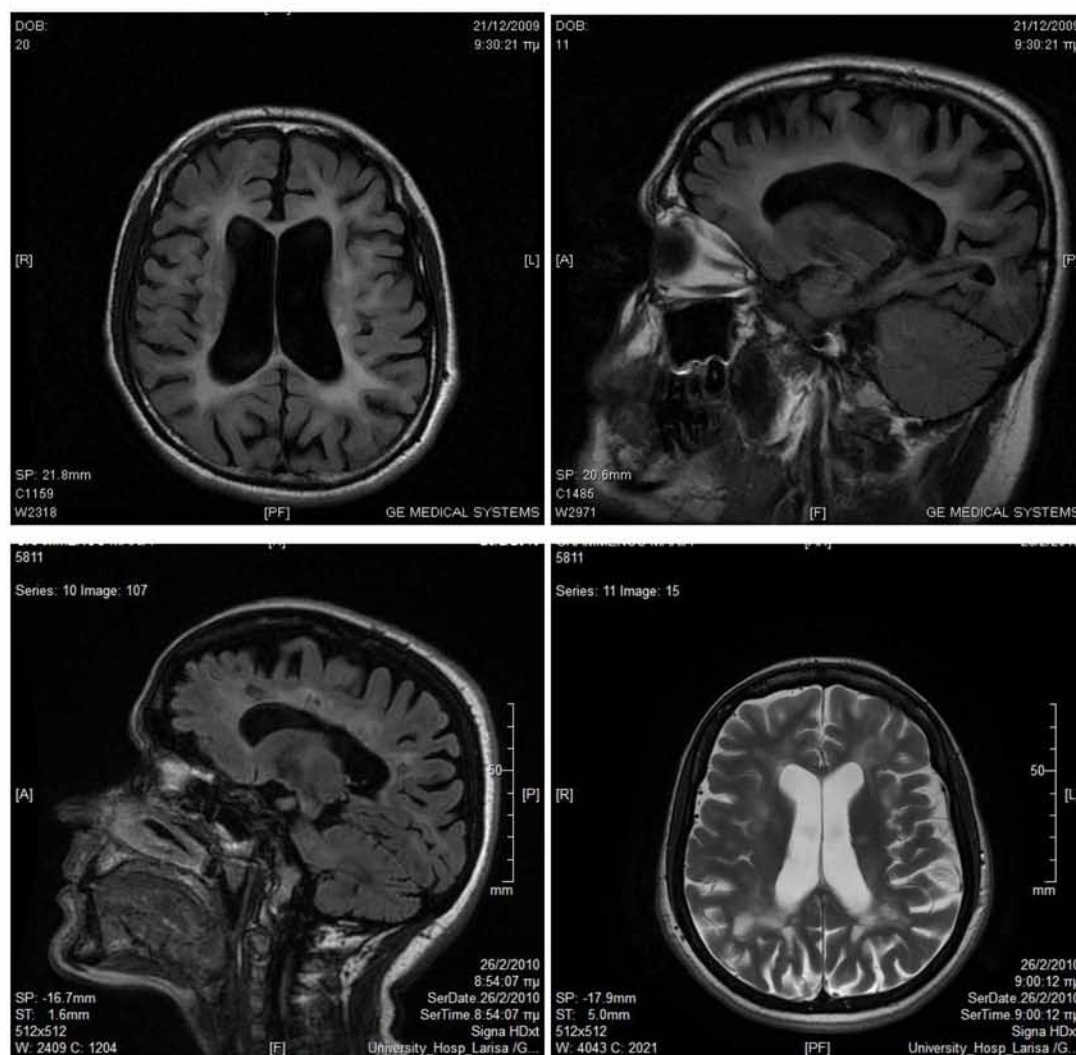 DOB:
20
21/12/2009
9:30:21 πμ
[R]
[L]
SP: 21.8mm
C1159
W2318
[PF]
GE MEDICAL SYSTEMS
DOB:
11
21/12/2009
9:30:21 πμ
[A]
[P
SP: 20.6mm
C1485
W2971
[F]
GE MEDICAL SYSTEMS
5811
Series: 10 Image: 107
[A]
[P]
50
mm
SP: -16.7mm
ST: 1.6mm
512x512
W: 2409 C: 1204
[F]
26/2/2010
8:54:07 πμ
SerDate.26/2/2010
SerTime.8:54:07 πμ
Signa HDxt
University_Hosp_Larisa /G...
5811
Series: 11 Image: 15
[R]
[L
50
mm
SP: -17.9mm
ST: 5.0mm
512x512
W: 4043 C: 2021
[PF]
26/2/2010
9:00:12 πμ
SerDate.26/2/2010
SerTime.9:00:12 πμ
Signa HDxt
University_Hosp_Larisa /G...